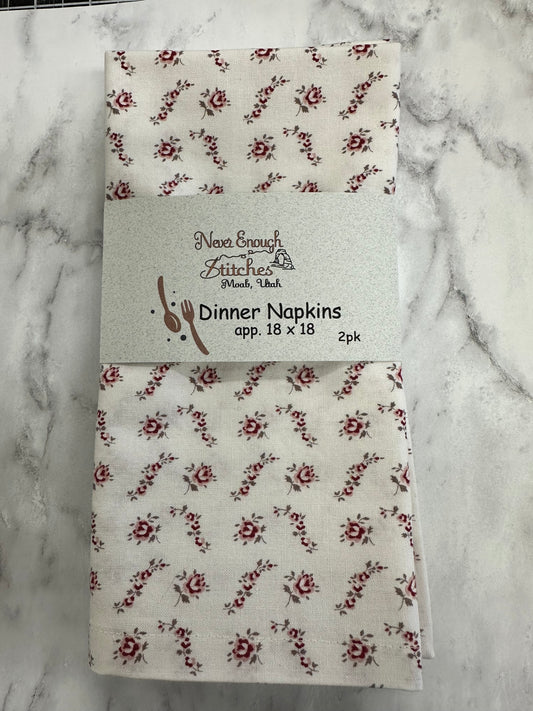 Never Enough
Stitches
Moab, Utah
Dinner Napkins
app. 18 x 18
2pk